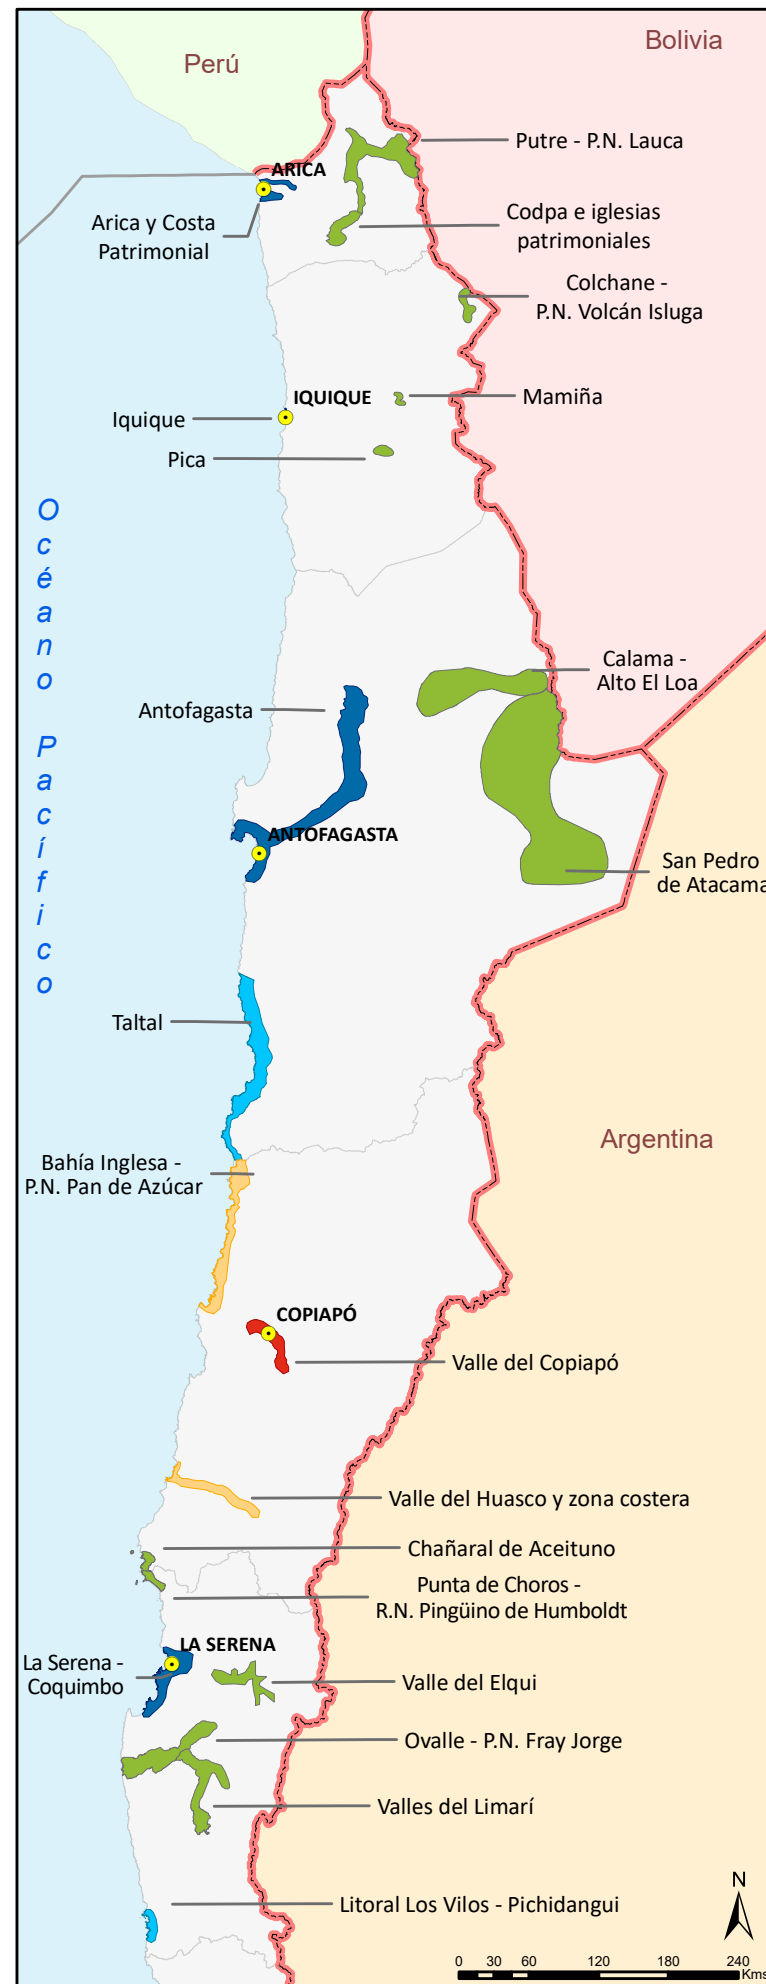 Perú
Bolivia
Putre - P.N. Lauca
ARICA
Arica y Costa
Patrimonial
Codpa e iglesias
patrimoniales
Colchane -
P.N. Volcán Isluga
IQUIQUE
Mamiña
Iquique
Pica
Océano Pacífico
Calama -
Alto El Loa
Antofagasta
ANTOFAGASTA
San Pedro
de Atacama
Taltal
Argentina
Bahía Inglesa -
P.N. Pan de Azúcar
COPIAPÓ
Valle del Copiapó
Valle del Huasco y zona costera
Chañaral de Aceituno
Punta de Choros -
R.N. Pingüino de Humboldt
LA SERENA
La Serena -
Coquimbo
Valle del Elqui
Ovalle - P.N. Fray Jorge
Valles del Limarí
Litoral Los Vilos - Pichidangui
N
0 30 60 120 180 240
Kms